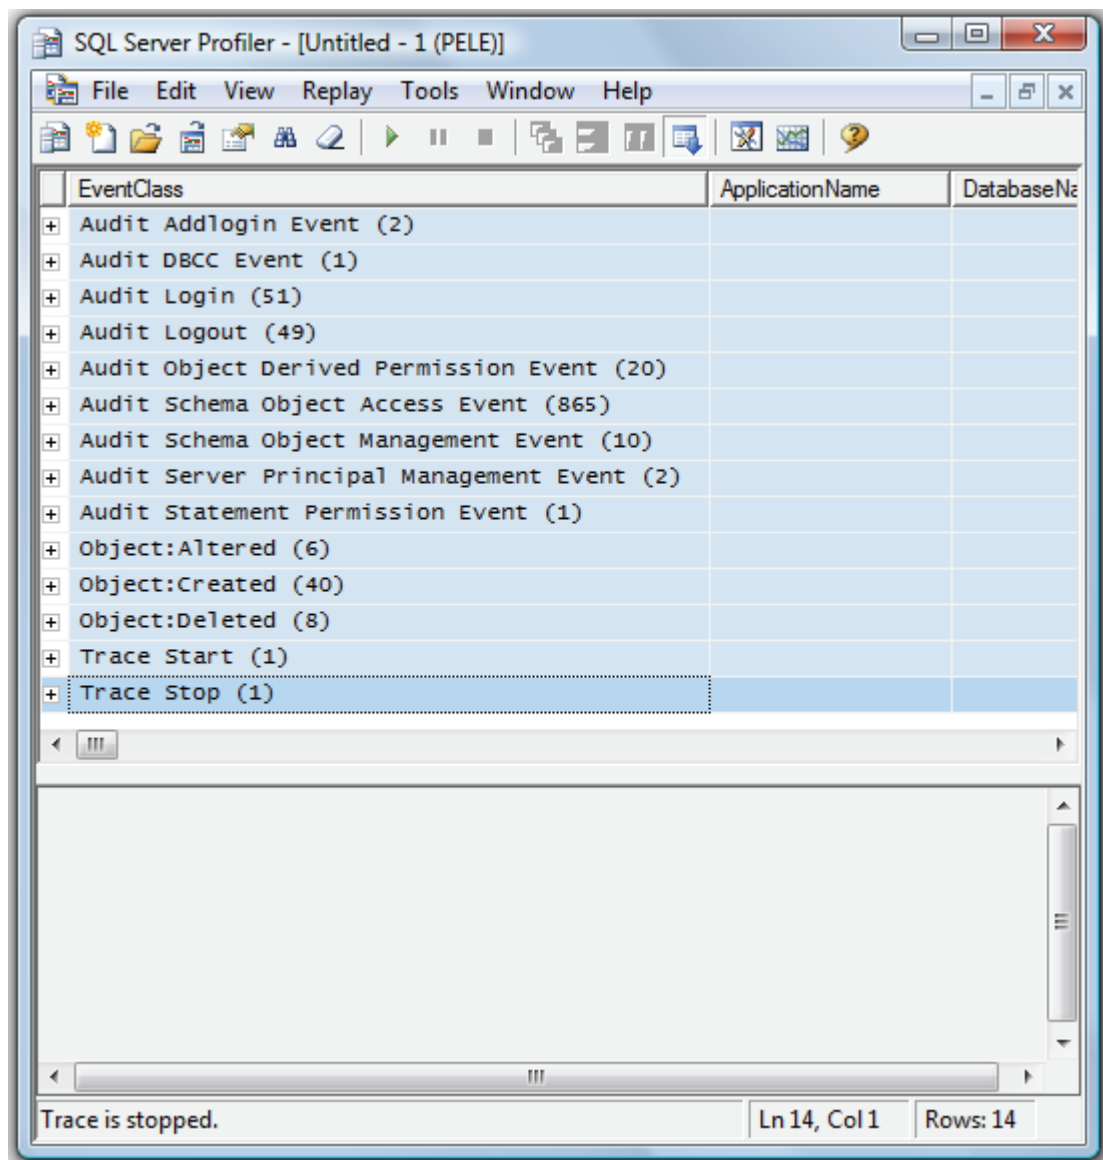 SQL Server Profiler - [Untitled - 1 (PELE)]
File Edit View Replay Tools Window Help
EventClass ApplicationName DatabaseNa
Audit Addlogin Event (2)
Audit DBCC Event (1)
Audit Login (51)
Audit Logout (49)
Audit Object Derived Permission Event (20)
Audit Schema Object Access Event (865)
Audit Schema Object Management Event (10)
Audit Server Principal Management Event (2)
Audit Statement Permission Event (1)
Object:Altered (6)
Object:Created (40)
Object:Deleted (8)
Trace Start (1)
Trace Stop (1)
Trace is stopped. Ln 14, Col 1 Rows: 14